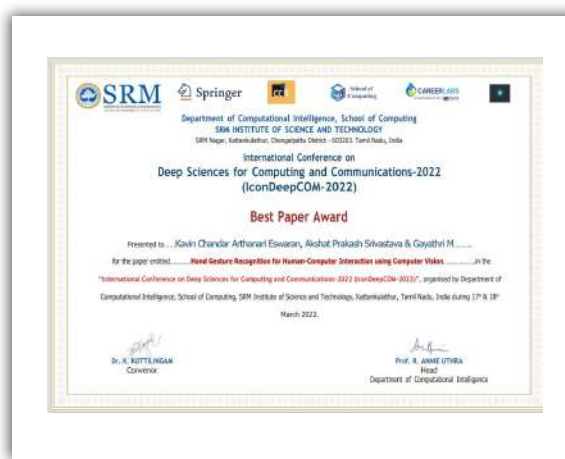 SRM
Springer
School of
Computing
CAREERLABS
Department of Computational Intelligence, School of Computing
SRM INSTITUTE OF SCIENCE AND TECHNOLOGY
SRM Nagar, Kattankulathur, Chengalpattu District - 603203. Tamil Nadu, India
International Conference on
Deep Sciences for Computing and Communications-2022
(IconDeepCOM-2022)
Best Paper Award
Presented to ....Kavin Chandar Arthanari Eswaran, Akshat Prakash Srivastava & Gayathri M.......
for the paper entitled..........Hand Gesture Recognition for Human-Computer Interaction using Computer Vision..............in the
"International Conference on Deep Sciences for Computing and Communications-2022 (IconDeepCOM-2022)", organised by Department of
Computational Intelligence, School of Computing, SRM Institute of Science and Technology, Kattankulathur, Tamil Nadu, India during 17th & 18th
March 2022.
Dr. K. KOTTILINGAM
Convenor
Prof. R. ANNIE UTHRA
Head
Department of Computational Intelligence